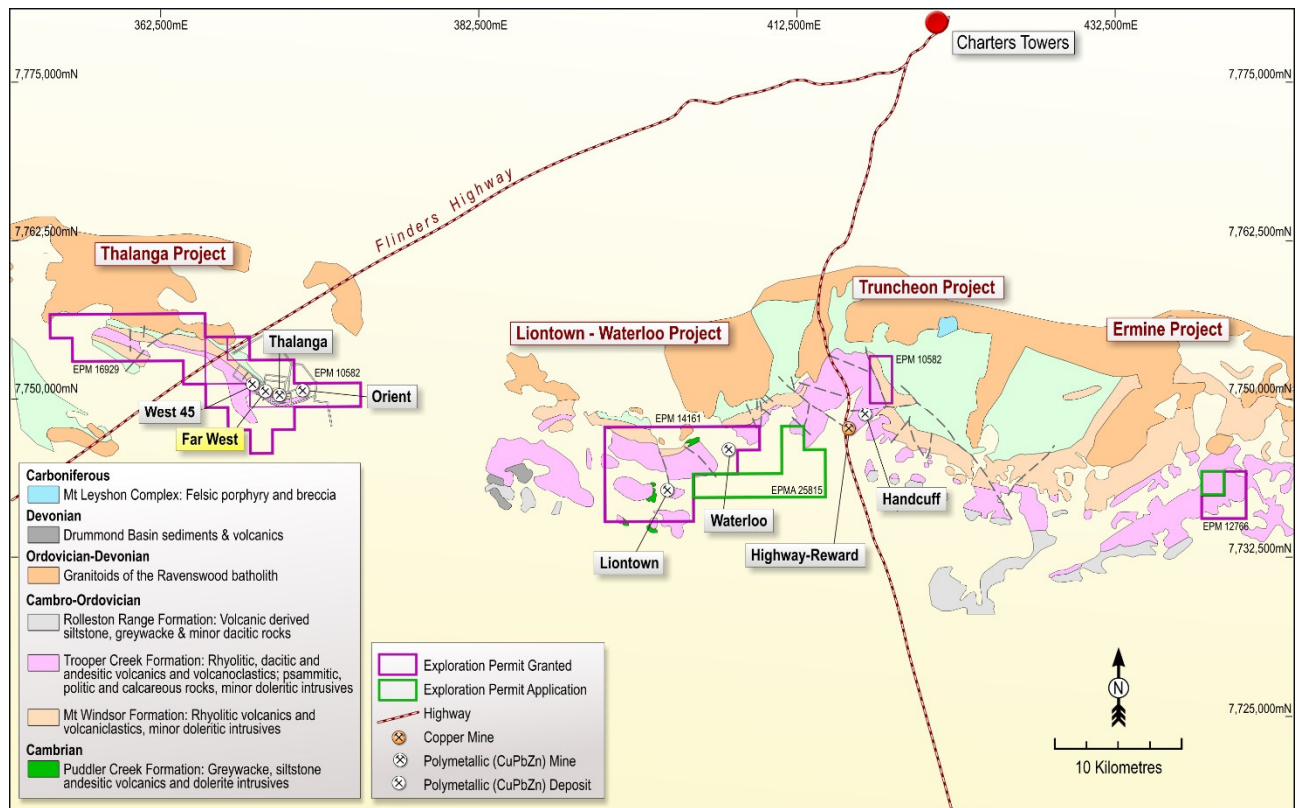 362,500mE
382,500mE
412,500mE
432,500mE
Charters Towers
7,775,000mN
7,775,000mN
Flinders Highway
7,762,500mN
7,762,500mN
Thalanga Project
Truncheon Project
Liontown - Waterloo Project
Ermine Project
Thalanga
EPM 16929
EPM 10582
EPM 10582
7,750,000mN
7,750,000mN
West 45
Orient
Far West
EPM 14161
EPMA 25815
Handcuff
Waterloo
Highway-Reward
EPM 12766
Liontown
7,732,500mN
7,725,000mN
Carboniferous
Mt Leyshon Complex: Felsic porphyry and breccia
Devonian
Drummond Basin sediments & volcanics
Ordovician-Devonian
Granitoids of the Ravenswood batholith
Cambro-Ordovician
Rolleston Range Formation: Volcanic derived
siltstone, greywacke & minor dacitic rocks
Trooper Creek Formation: Rhyolitic, dacitic and
andesitic volcanics and volcanoclastics; psammitic,
politic and calcareous rocks, minor doleritic intrusives
Mt Windsor Formation: Rhyolitic volcanics and
volcaniclastics, minor doleritic intrusives
Cambrian
Puddler Creek Formation: Greywacke, siltstone
andesitic volcanics and dolerite intrusives
Exploration Permit Granted
Exploration Permit Application
Highway
Copper Mine
Polymetallic (CuPbZn) Mine
Polymetallic (CuPbZn) Deposit
N
10 Kilometres